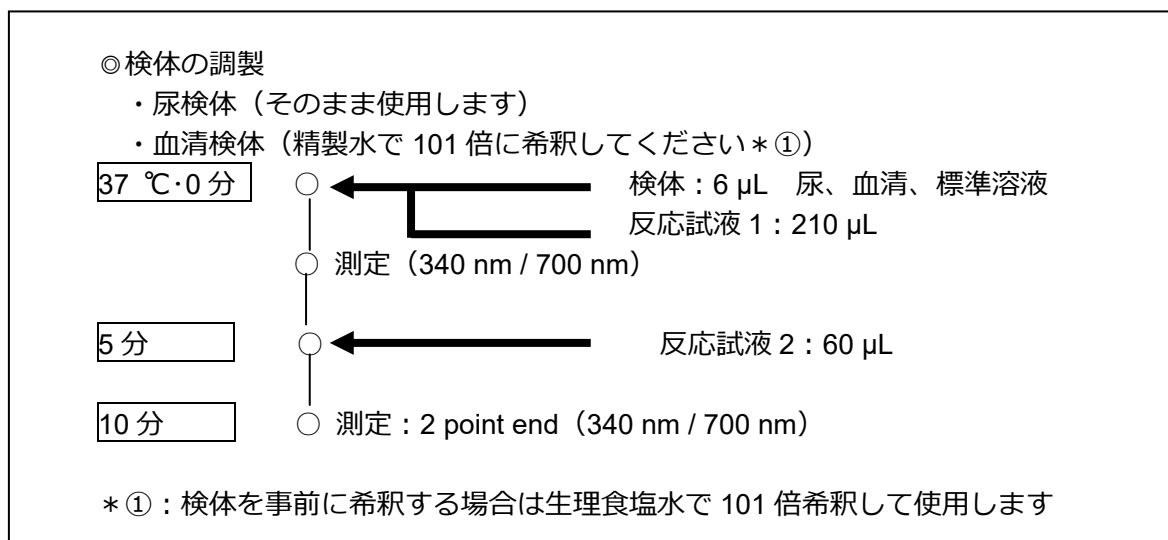 ◎検体の調製
・尿検体（そのまま使用します）
・血清検体（精製水で 101 倍に希釈してください＊①）
37 ℃·0 分
検体：6 µL 尿、血清、標準溶液
反応試液 1：210 µL
測定（340 nm / 700 nm）
5 分
反応試液 2：60 µL
10 分
測定：2 point end（340 nm / 700 nm）
＊①：検体を事前に希釈する場合は生理食塩水で 101 倍希釈して使用します